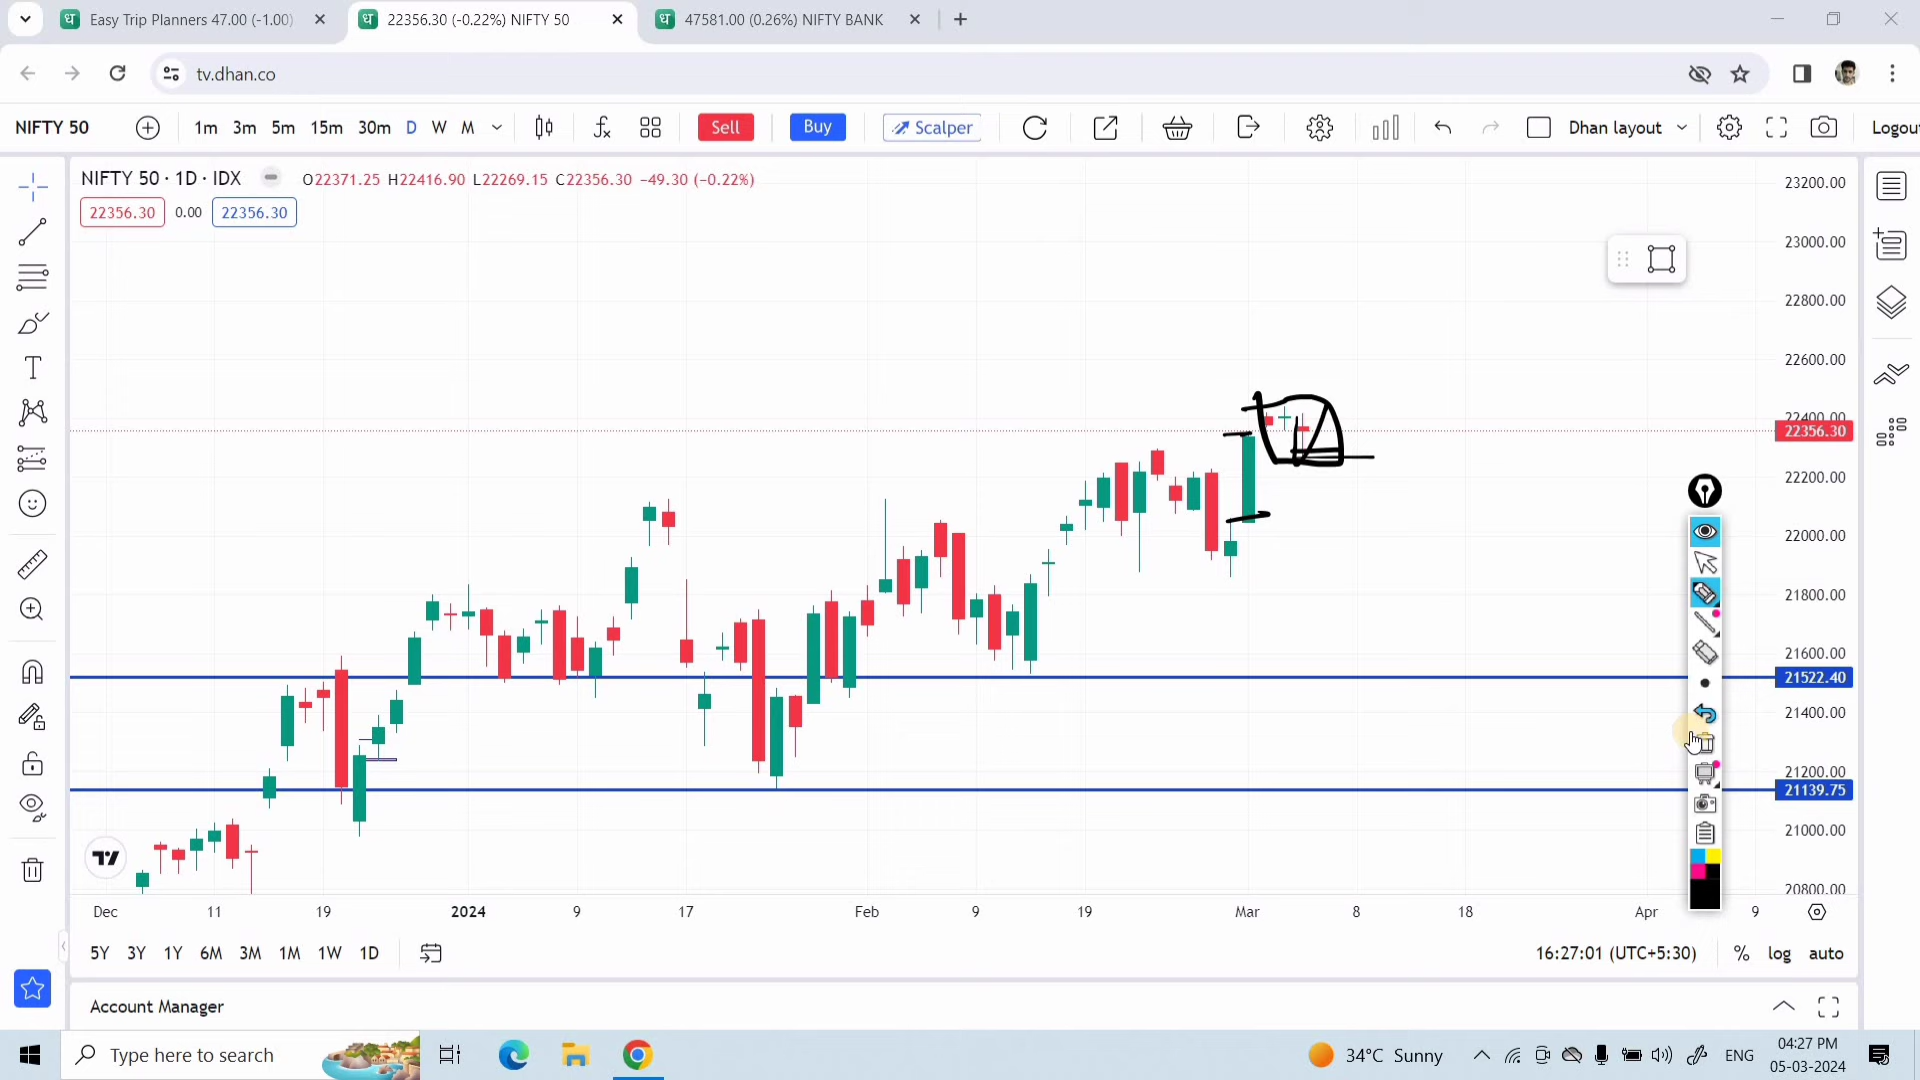 Easy Trip Planners 47.00 (-1.00)
22356.30 (-0.22%) NIFTY 50
47581.00 (0.26%) NIFTY BANK
tv.dhan.co
NIFTY 50 1m 3m 5m 15m 30m D W M Sell Buy Scalper Dhan layout Logou
NIFTY 50 · 1D · IDX O22371.25 H22416.90 L22269.15 C22356.30 −49.30 (−0.22%)
22356.30 0.00 22356.30
23200.00
23000.00
22800.00
22600.00
22400.00
22356.30
22200.00
22000.00
21800.00
21600.00
21522.40
21400.00
21200.00
21139.75
21000.00
20800.00
Dec 11 19 2024 9 17 Feb 9 19 Mar 8 18 Apr 9
5Y 3Y 1Y 6M 3M 1M 1W 1D 16:27:01 (UTC+5:30) % log auto
Account Manager
Type here to search 34°C Sunny ENG 04:27 PM
05-03-2024